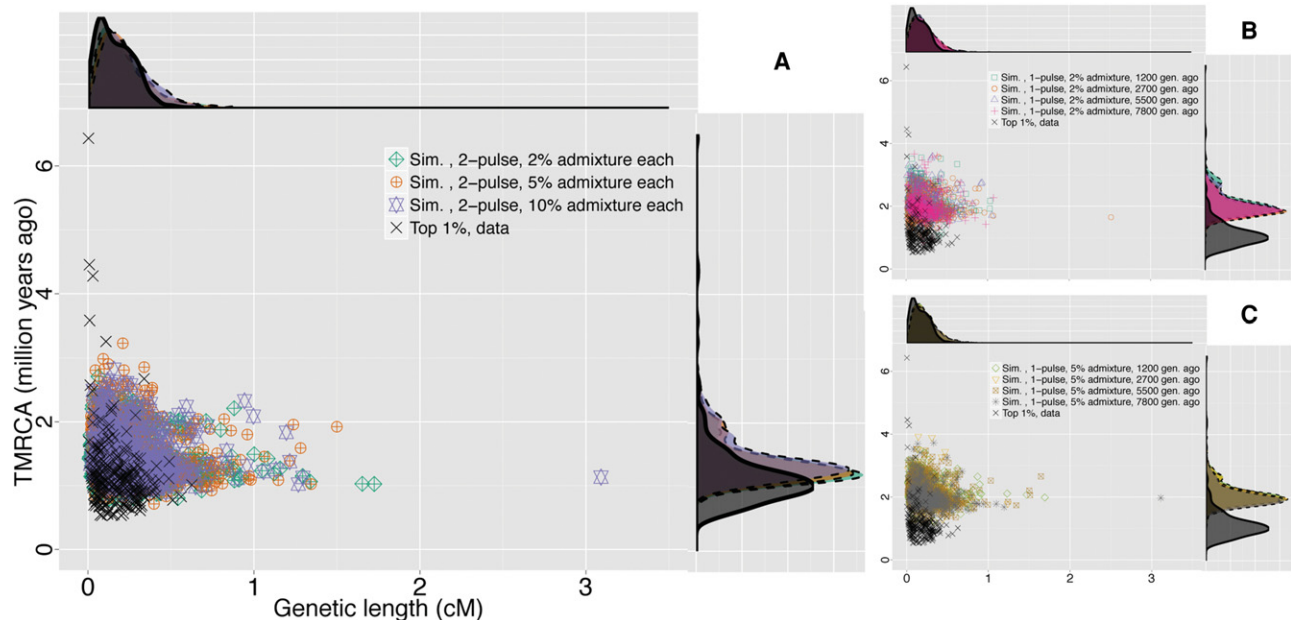 A
Sim. , 2−pulse, 2% admixture each
Sim. , 2−pulse, 5% admixture each
Sim. , 2−pulse, 10% admixture each
Top 1%, data
TMRCA (million years ago)
6
4
2
0
0
1
2
3
Genetic length (cM)
B
Sim. , 1−pulse, 2% admixture, 1200 gen. ago
Sim. , 1−pulse, 2% admixture, 2700 gen. ago
Sim. , 1−pulse, 2% admixture, 5500 gen. ago
Sim. , 1−pulse, 2% admixture, 7800 gen. ago
Top 1%, data
6
4
2
0
C
Sim. , 1−pulse, 5% admixture, 1200 gen. ago
Sim. , 1−pulse, 5% admixture, 2700 gen. ago
Sim. , 1−pulse, 5% admixture, 5500 gen. ago
Sim. , 1−pulse, 5% admixture, 7800 gen. ago
Top 1%, data
6
4
2
0
0
1
2
3